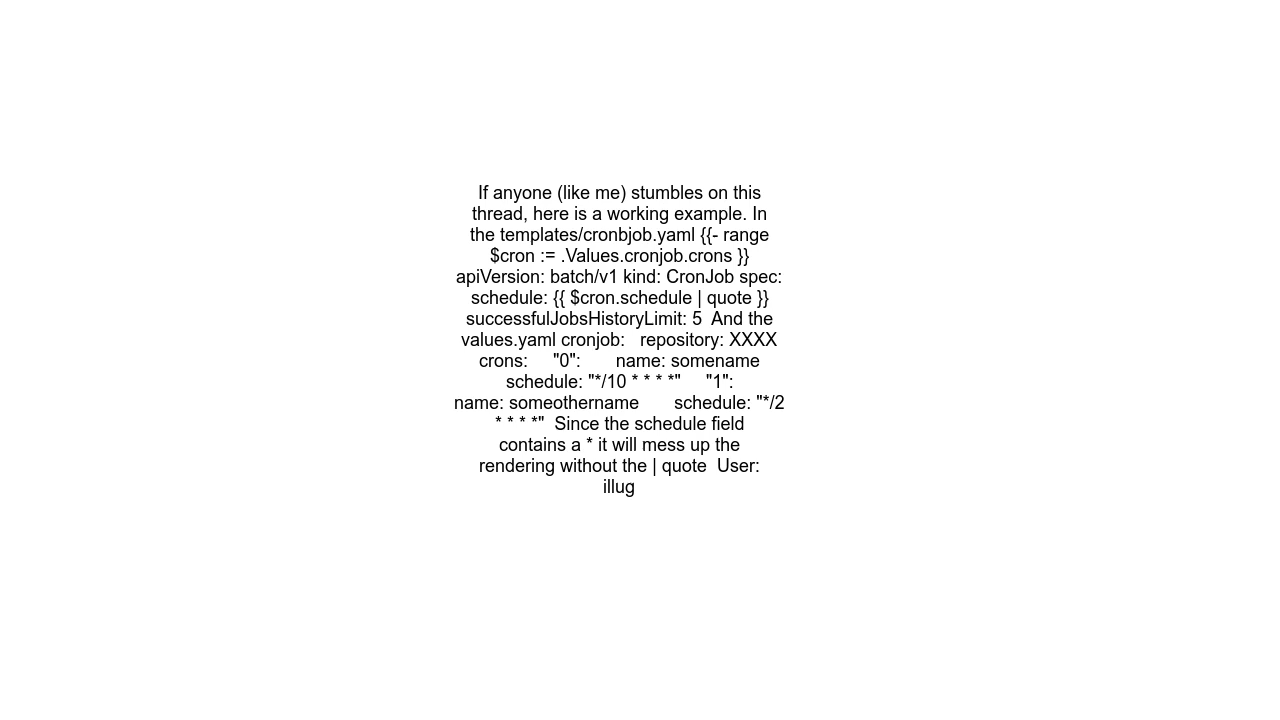 If anyone (like me) stumbles on this
thread, here is a working example. In
the templates/cronbjob.yaml {{- range
$cron := .Values.cronjob.crons }}
apiVersion: batch/v1 kind: CronJob spec:
schedule: {{ $cron.schedule | quote }}
successfulJobsHistoryLimit: 5  And the
values.yaml cronjob:   repository: XXXX
crons:     "0":       name: somename
schedule: "*/10 * * * *"     "1":
name: someothername       schedule: "*/2
* * * *"  Since the schedule field
contains a * it will mess up the
rendering without the | quote  User:
illug